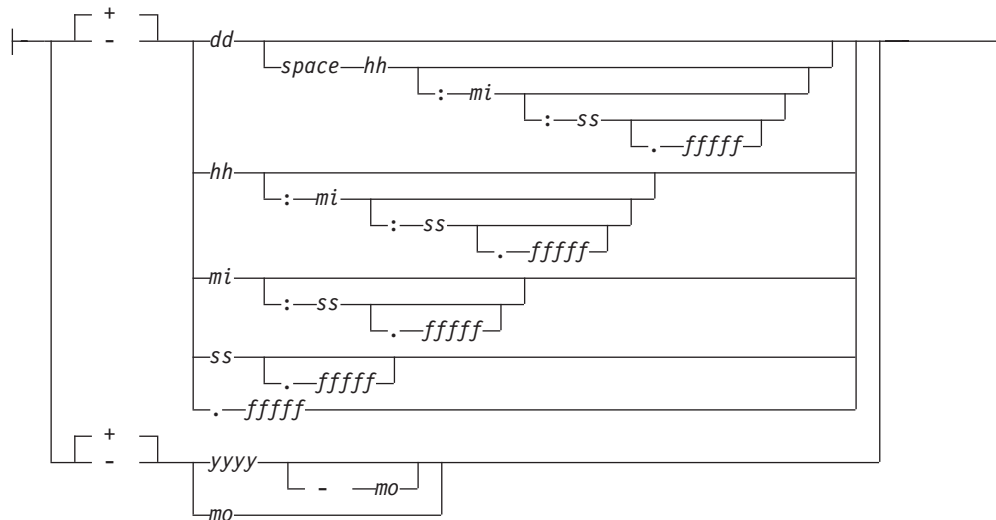 +
- dd
space hh
: mi
: ss
. fffff
hh
: mi
: ss
. fffff
mi
: ss
. fffff
ss
. fffff
. fffff
+
- yyyy
- mo
mo